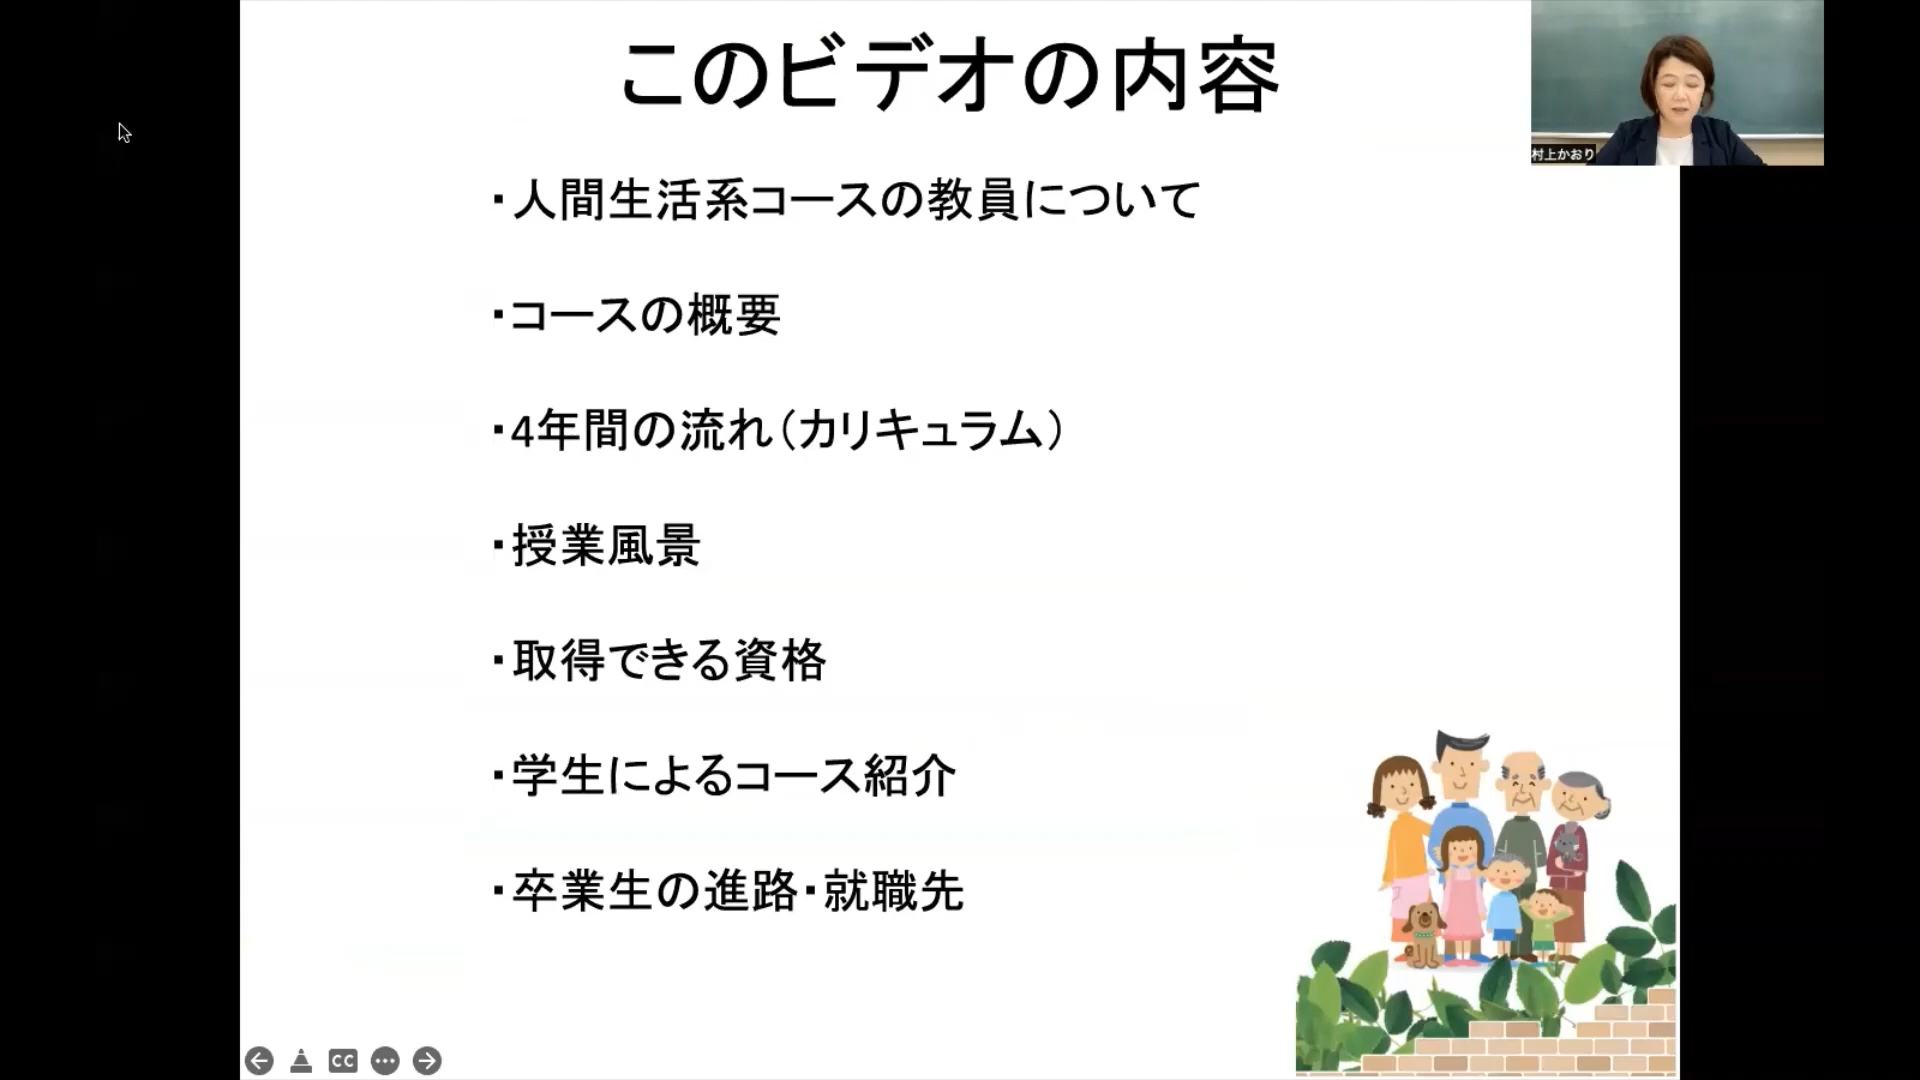 このビデオの内容
村上かおり
・人間生活系コースの教員について
・コースの概要
・4年間の流れ（カリキュラム）
・授業風景
・取得できる資格
・学生によるコース紹介
・卒業生の進路・就職先
CC